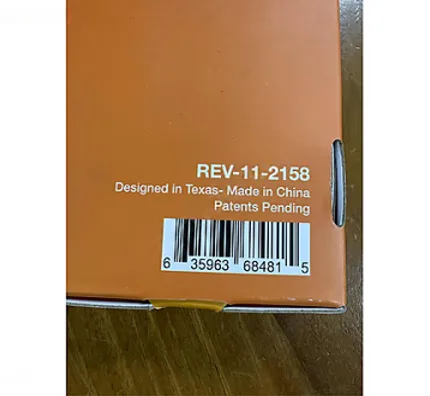 REV-11-2158
Designed in Texas- Made in China
Patents Pending
6 35963 68481 5